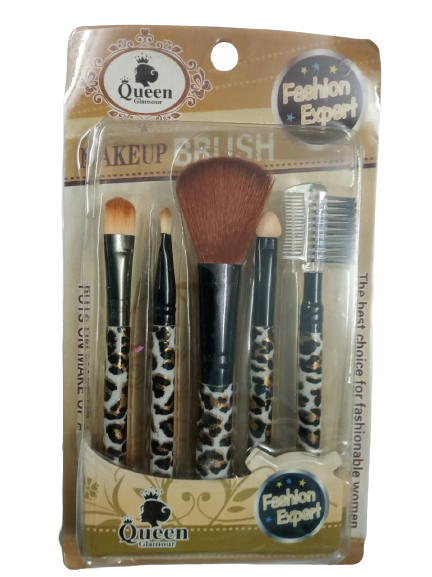 Queen
Glamour
Fashion
Expert
MAKEUP BRUSH
PUTS ON MAKE UP
The best choice for fashionable women
Queen
Glamour
Fashion
Expert